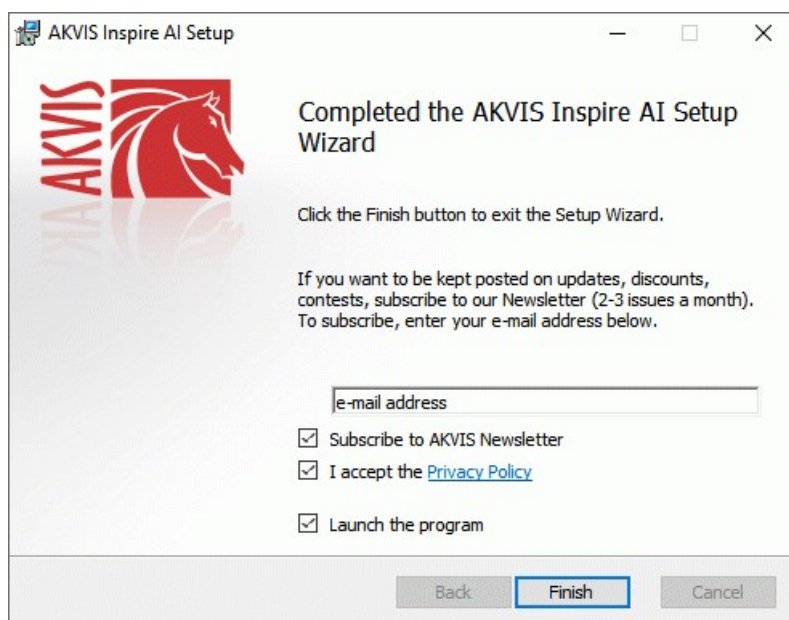 AKVIS Inspire AI Setup
AKVIS
Completed the AKVIS Inspire AI Setup
Wizard
Click the Finish button to exit the Setup Wizard.
If you want to be kept posted on updates, discounts,
contests, subscribe to our Newsletter (2-3 issues a month).
To subscribe, enter your e-mail address below.
e-mail address
Subscribe to AKVIS Newsletter
I accept the Privacy Policy
Launch the program
Back Finish Cancel